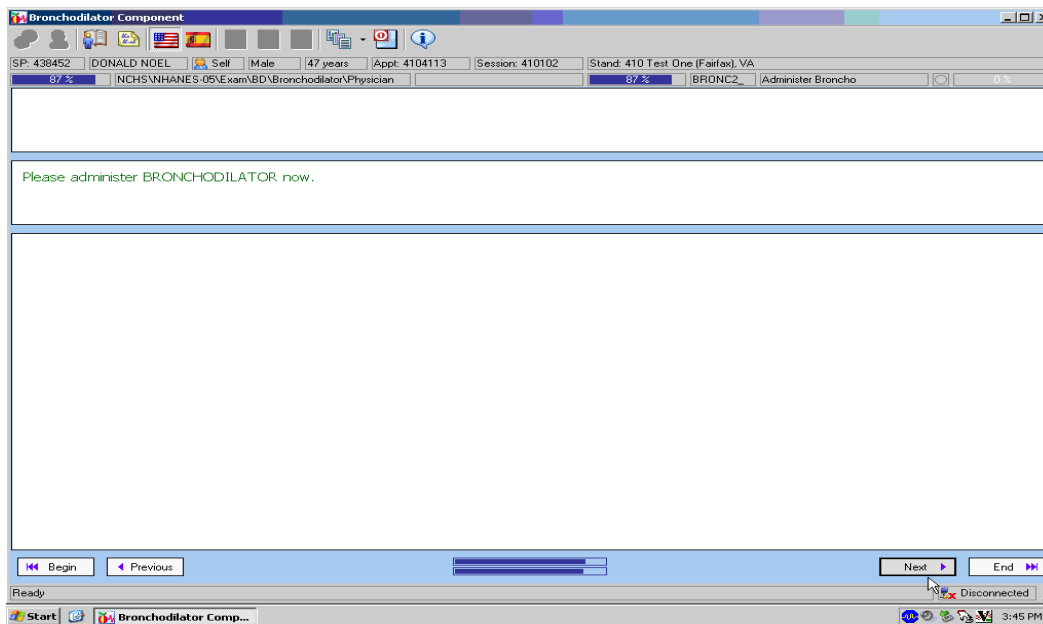 Bronchodilator Component
SP: 438452 DONALD NOEL Self Male 47 years Appt: 4104113 Session: 410102 Stand: 410 Test One (Fairfax), VA
87 % NCHS\NHANES-05\Exam\BD\Bronchodilator\Physician 87 % BRONC2_ Administer Broncho 0 %
Please administer BRONCHODILATOR now.
Begin Previous Next End
Ready Disconnected
Start Bronchodilator Comp... 3:45 PM